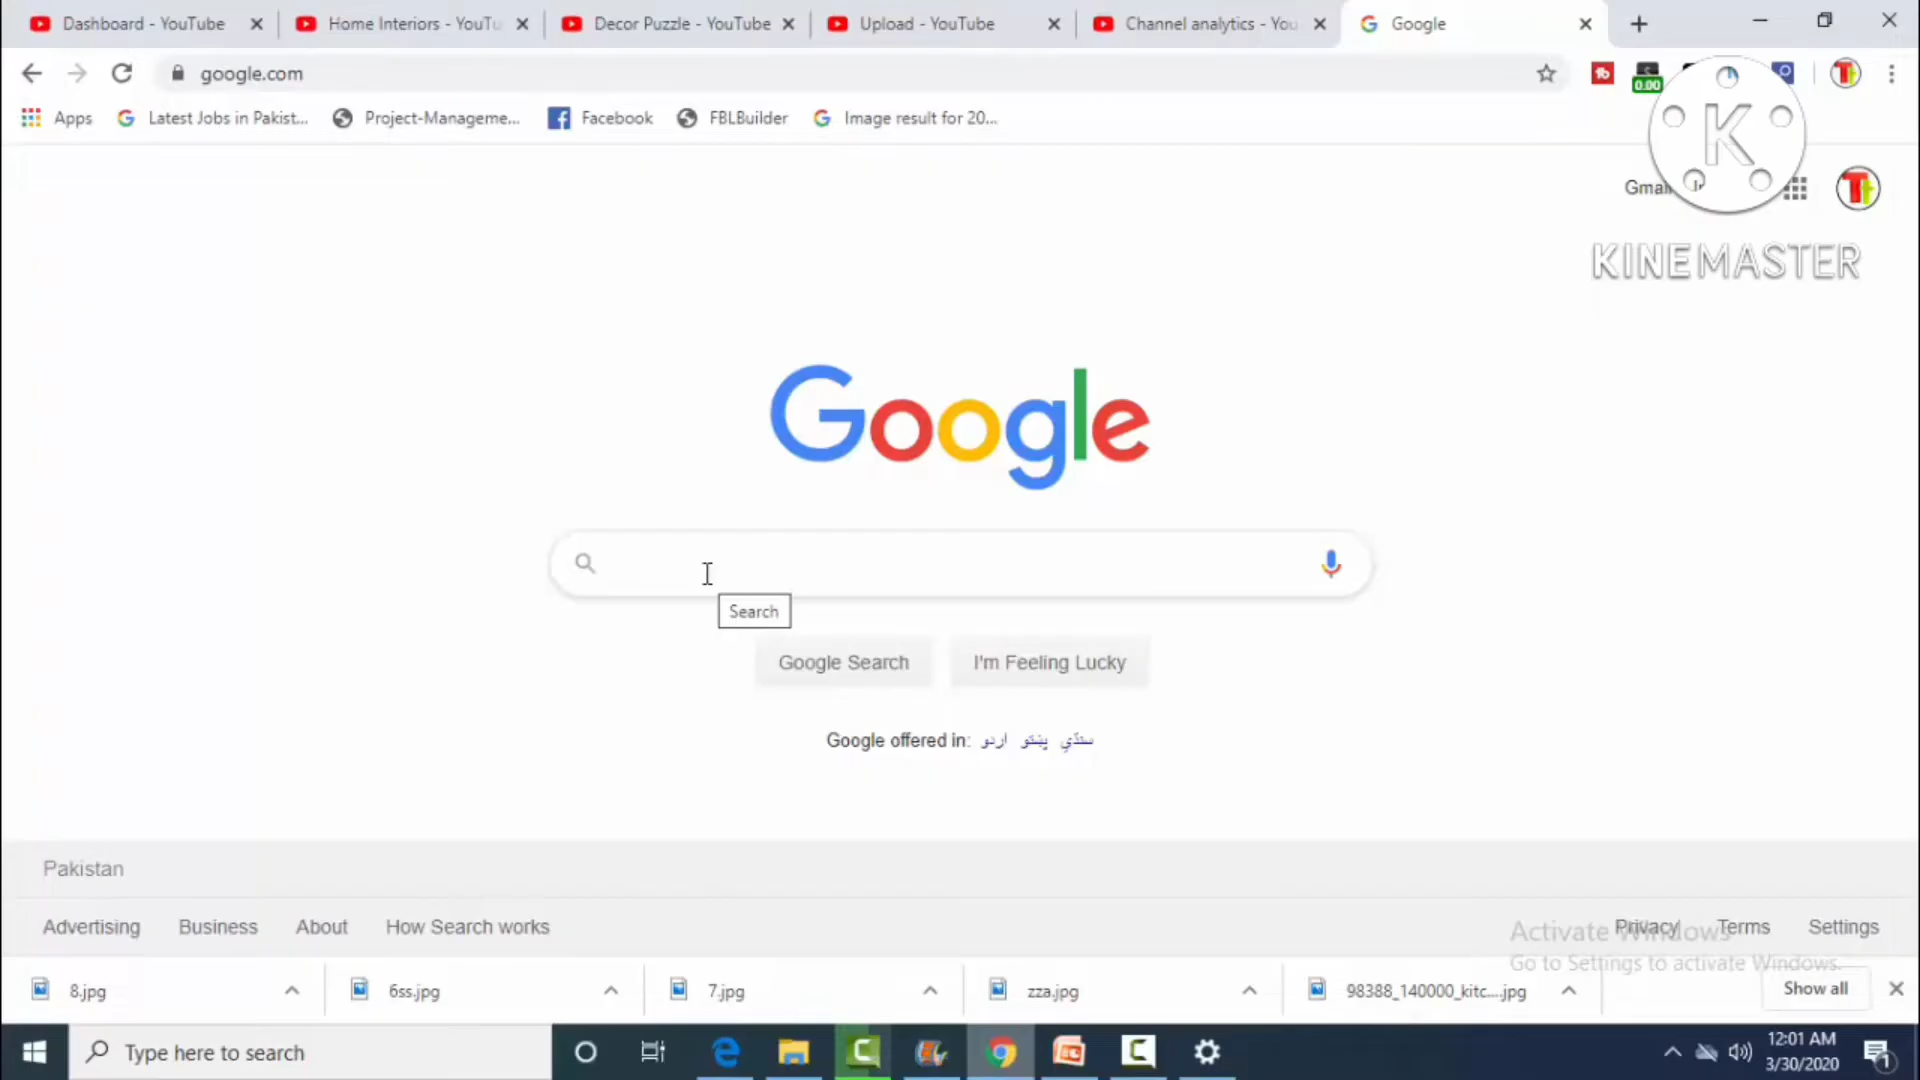 Dashboard - YouTube
Home Interiors - YouTu
Decor Puzzle - YouTube
Upload - YouTube
Channel analytics - You
Google
google.com
0.00
Apps
Latest Jobs in Pakist...
Project-Manageme...
Facebook
FBLBuilder
Image result for 20...
K
Gmail
KINEMASTER
Google
Search
Google Search
I'm Feeling Lucky
Google offered in: اردو پښتو سنڌي
Pakistan
Advertising
Business
About
How Search works
Privacy
Terms
Settings
Activate Windows
Go to Settings to activate Windows.
8.jpg
6ss.jpg
7.jpg
zza.jpg
98388_140000_kitc....jpg
Show all
Type here to search
12:01 AM
3/30/2020
1